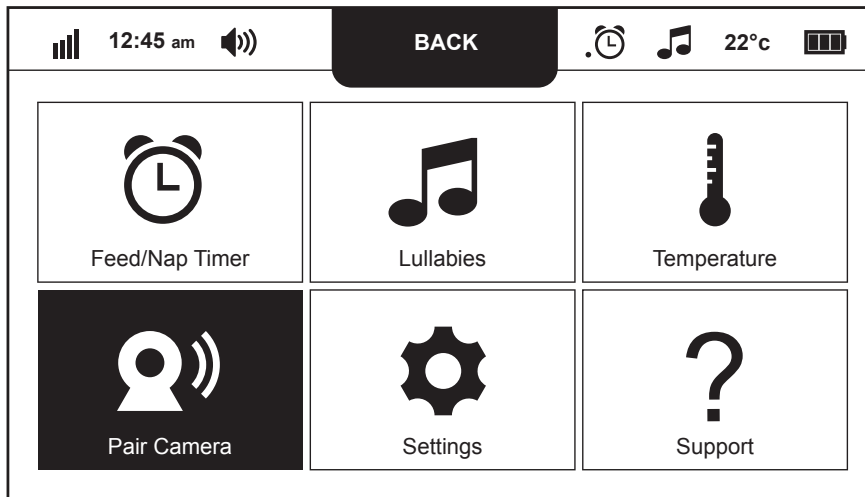 12:45 am BACK 22°c
Feed/Nap Timer Lullabies Temperature
Pair Camera Settings Support